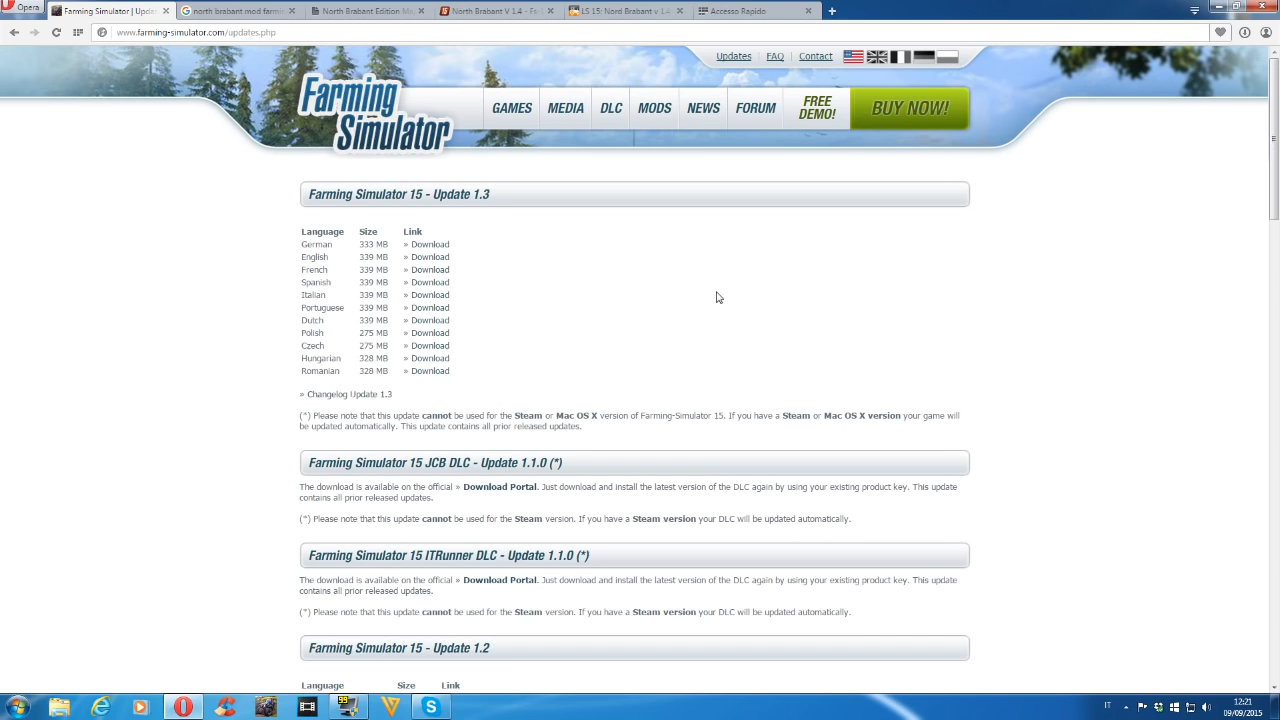 Opera
Farming Simulator | Updat
north brabant mod farmin
North Brabant Edition Me
North Brabant V 1.4 - Fs
LS 15: Nord Brabant v 1.4
Accesso Rapido
www.farming-simulator.com/updates.php
Updates | FAQ | Contact
Farming Simulator
GAMES MEDIA DLC MODS NEWS FORUM FREE DEMO! BUY NOW!
Farming Simulator 15 - Update 1.3
Language Size Link
German 333 MB » Download
English 339 MB » Download
French 339 MB » Download
Spanish 339 MB » Download
Italian 339 MB » Download
Portuguese 339 MB » Download
Dutch 339 MB » Download
Polish 275 MB » Download
Czech 275 MB » Download
Hungarian 328 MB » Download
Romanian 328 MB » Download
» Changelog Update 1.3
(*) Please note that this update cannot be used for the Steam or Mac OS X version of Farming-Simulator 15. If you have a Steam or Mac OS X version your game will
be updated automatically. This update contains all prior released updates.
Farming Simulator 15 JCB DLC - Update 1.1.0 (*)
The download is available on the official » Download Portal. Just download and install the latest version of the DLC again by using your existing product key. This update
contains all prior released updates.
(*) Please note that this update cannot be used for the Steam version. If you have a Steam version your DLC will be updated automatically.
Farming Simulator 15 ITRunner DLC - Update 1.1.0 (*)
The download is available on the official » Download Portal. Just download and install the latest version of the DLC again by using your existing product key. This update
contains all prior released updates.
(*) Please note that this update cannot be used for the Steam version. If you have a Steam version your DLC will be updated automatically.
Farming Simulator 15 - Update 1.2
Language Size Link
59
IT
12:21
09/09/2015